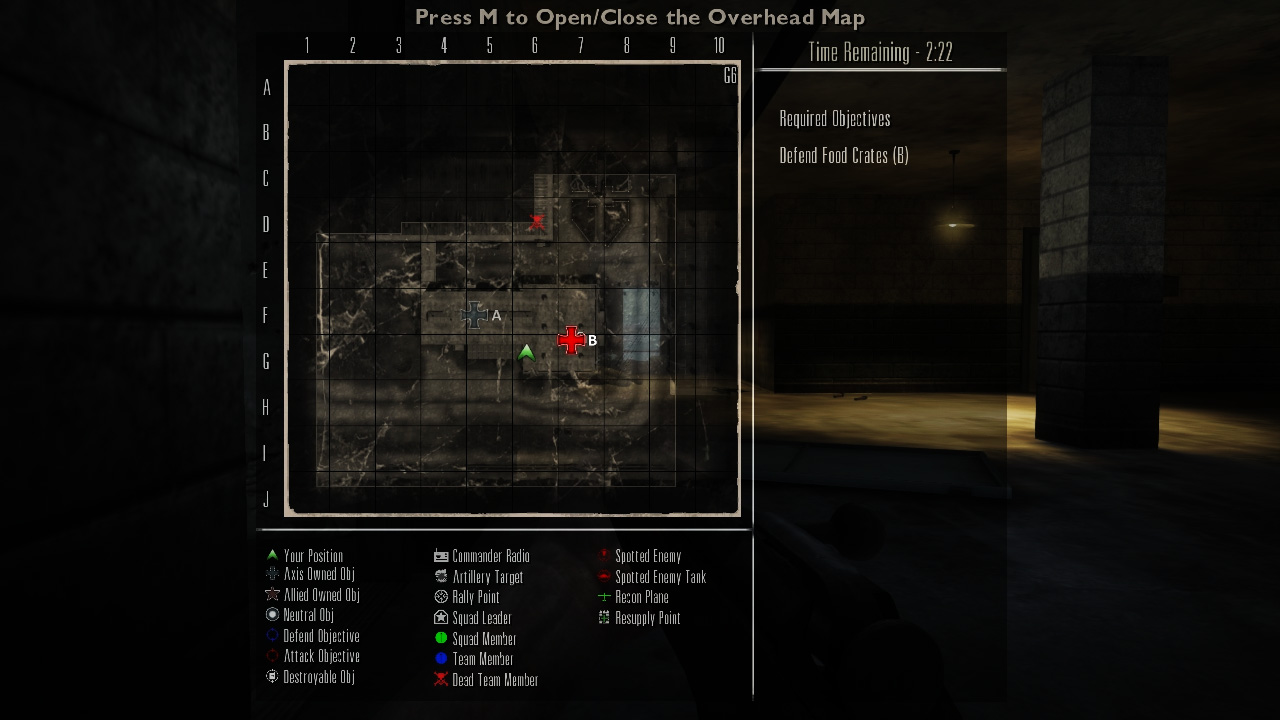 Press M to Open/Close the Overhead Map
1 2 3 4 5 6 7 8 9 10
Time Remaining - 2:22
G6
A
B
C
D
E
F
G
H
I
J
Required Objectives
Defend Food Crates (B)
A
B
Your Position
Axis Owned Obj
Allied Owned Obj
Neutral Obj
Defend Objective
Attack Objective
Destroyable Obj
Commander Radio
Artillery Target
Rally Point
Squad Leader
Squad Member
Team Member
Dead Team Member
Spotted Enemy
Spotted Enemy Tank
Recon Plane
Resupply Point